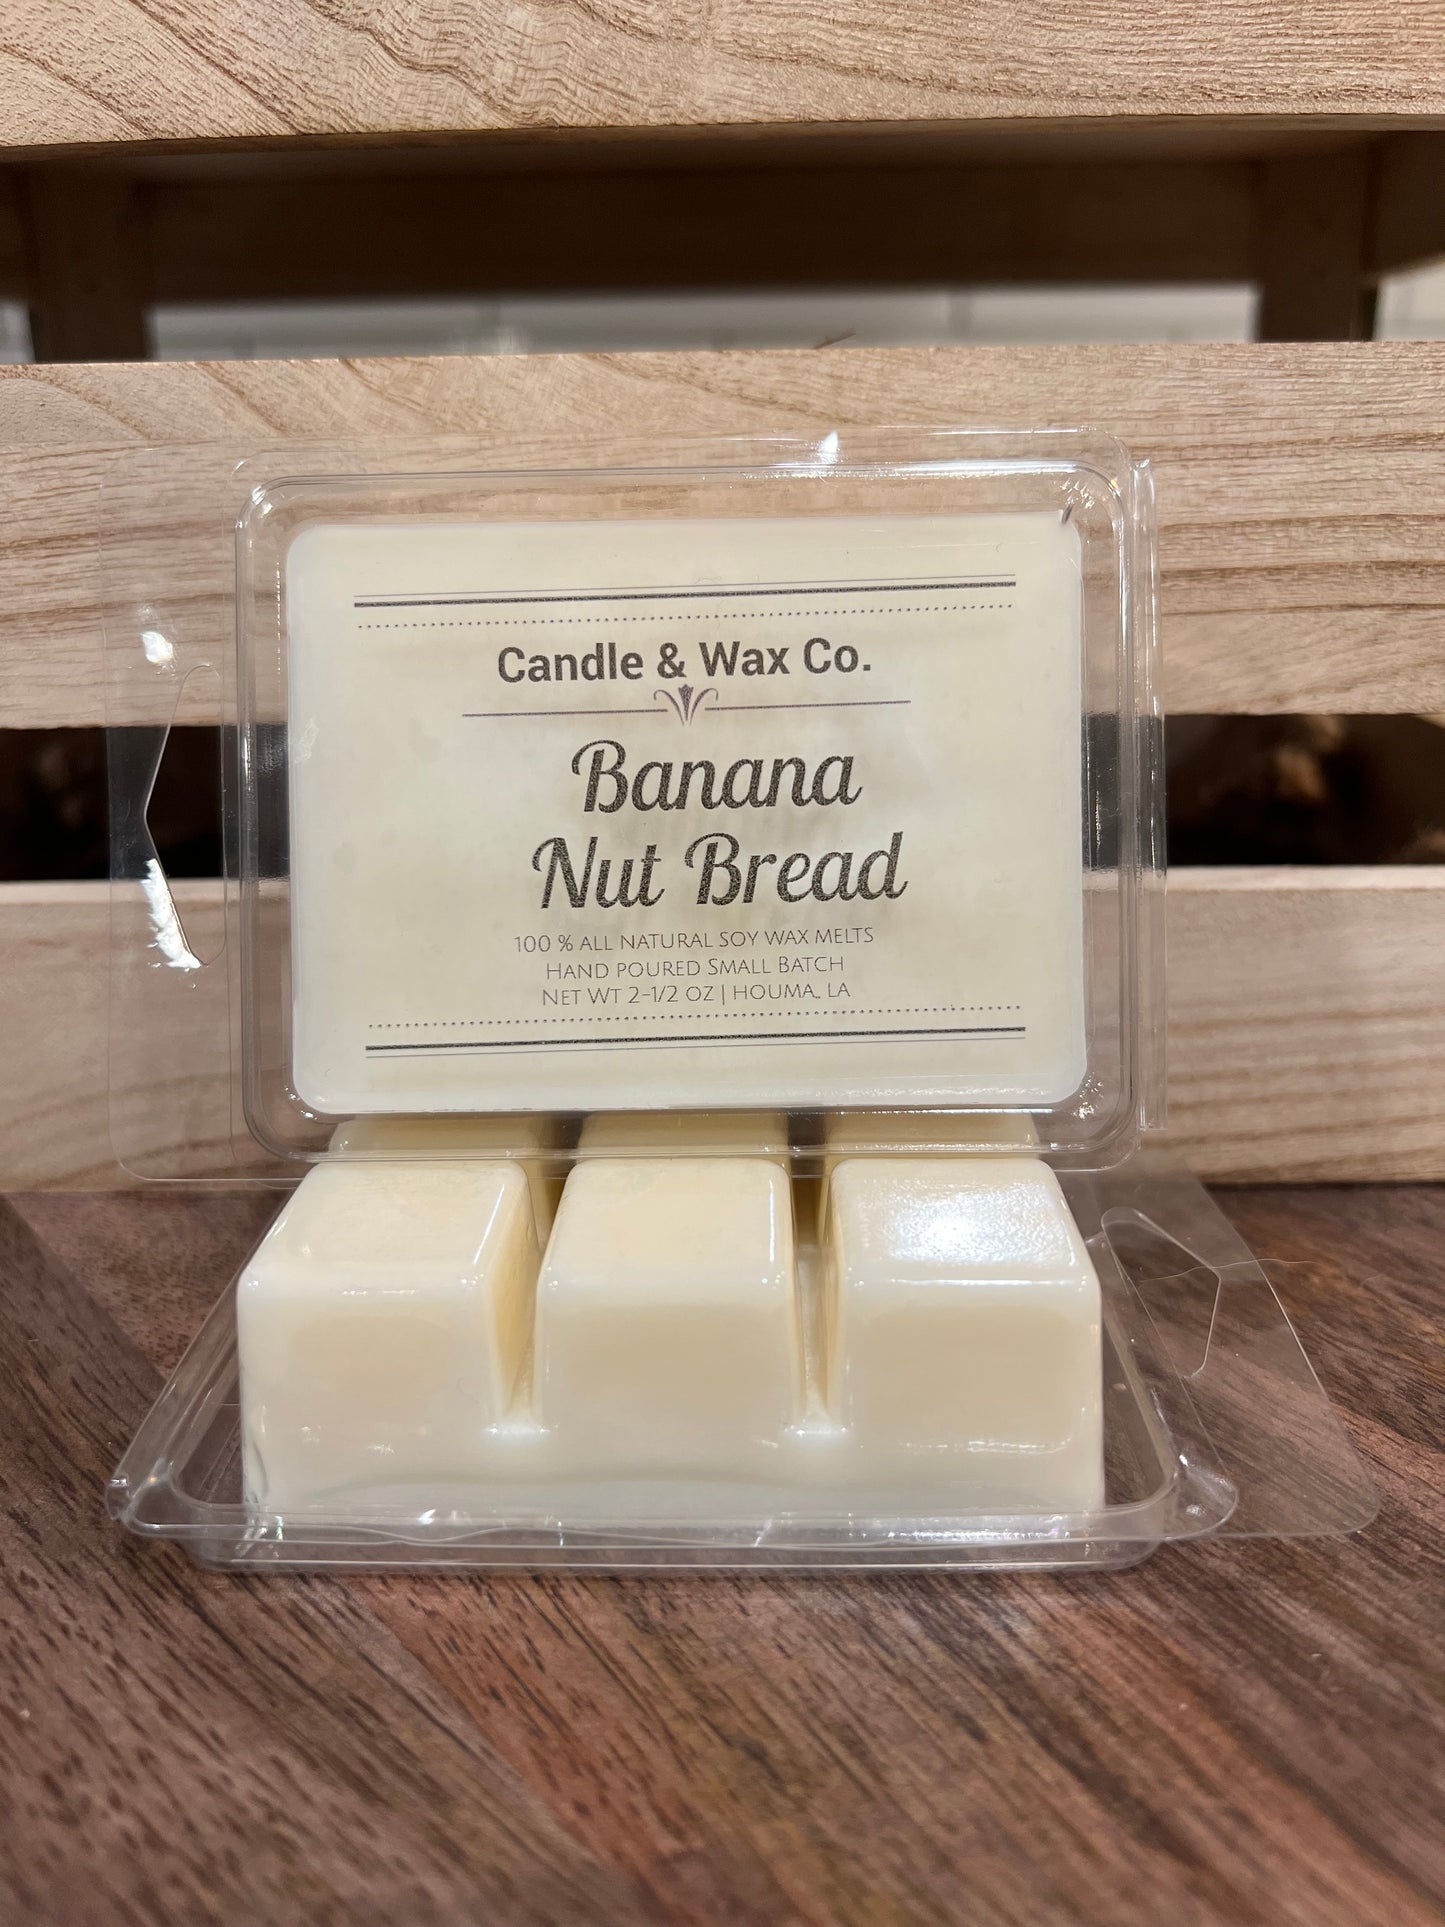 Candle & Wax Co.
Banana
Nut Bread
100 % ALL NATURAL SOY WAX MELTS
HAND POURED SMALL BATCH
NET WT 2-1/2 OZ | HOUMA,. LA